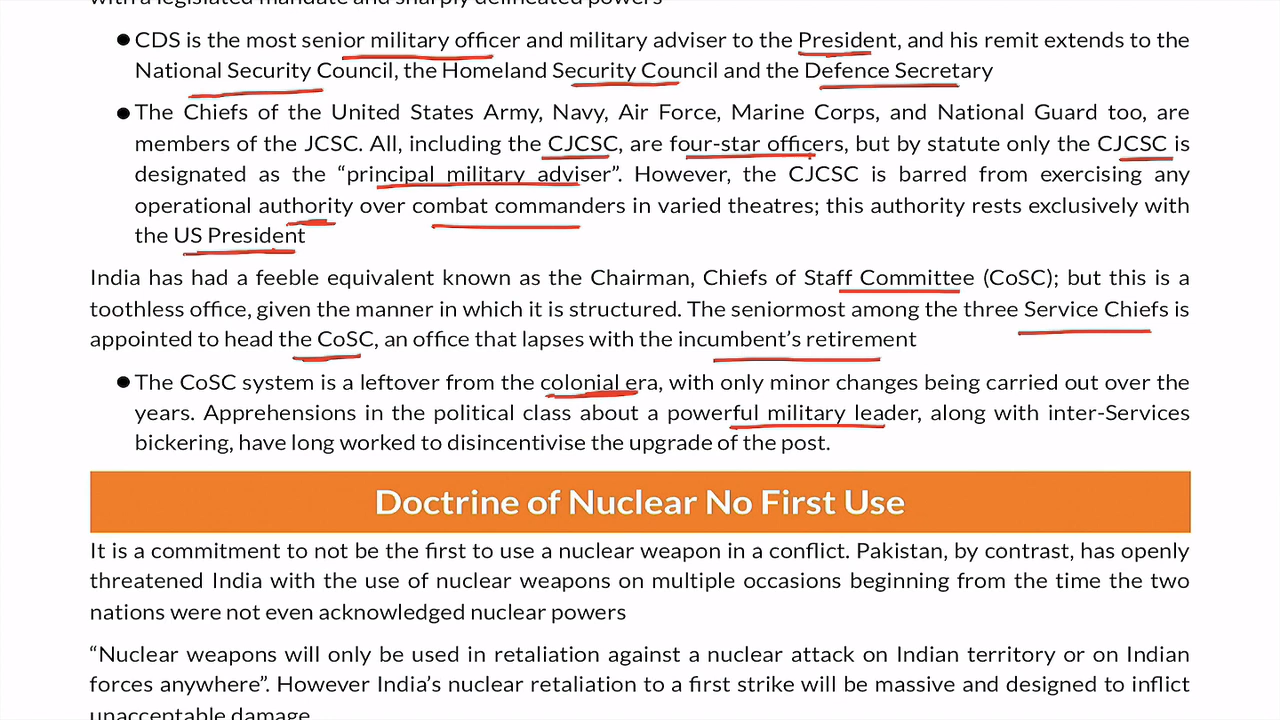 with a legislated mandate and sharply delineated powers
● CDS is the most senior military officer and military adviser to the President, and his remit extends to the
National Security Council, the Homeland Security Council and the Defence Secretary
● The Chiefs of the United States Army, Navy, Air Force, Marine Corps, and National Guard too, are
members of the JCSC. All, including the CJCSC, are four-star officers, but by statute only the CJCSC is
designated as the “principal military adviser”. However, the CJCSC is barred from exercising any
operational authority over combat commanders in varied theatres; this authority rests exclusively with
the US President
India has had a feeble equivalent known as the Chairman, Chiefs of Staff Committee (CoSC); but this is a
toothless office, given the manner in which it is structured. The seniormost among the three Service Chiefs is
appointed to head the CoSC, an office that lapses with the incumbent’s retirement
● The CoSC system is a leftover from the colonial era, with only minor changes being carried out over the
years. Apprehensions in the political class about a powerful military leader, along with inter-Services
bickering, have long worked to disincentivise the upgrade of the post.
Doctrine of Nuclear No First Use
It is a commitment to not be the first to use a nuclear weapon in a conflict. Pakistan, by contrast, has openly
threatened India with the use of nuclear weapons on multiple occasions beginning from the time the two
nations were not even acknowledged nuclear powers
“Nuclear weapons will only be used in retaliation against a nuclear attack on Indian territory or on Indian
forces anywhere”. However India’s nuclear retaliation to a first strike will be massive and designed to inflict
unacceptable damage